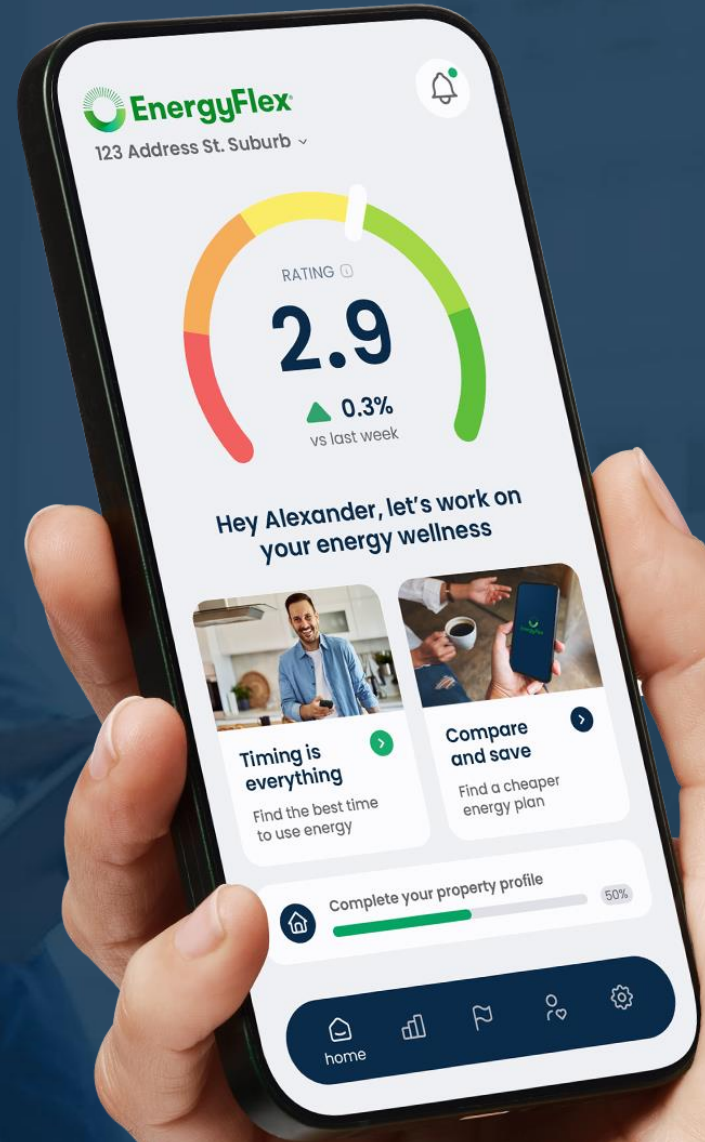 EnergyFlex
123 Address St. Suburb
RATING
2.9
0.3%
vs last week
Hey Alexander, let's work on
your energy wellness
EnergyFlex
Timing is
everything
Find the best time
to use energy
Compare
and save
Find a cheaper
energy plan
Complete your property profile
50%
home